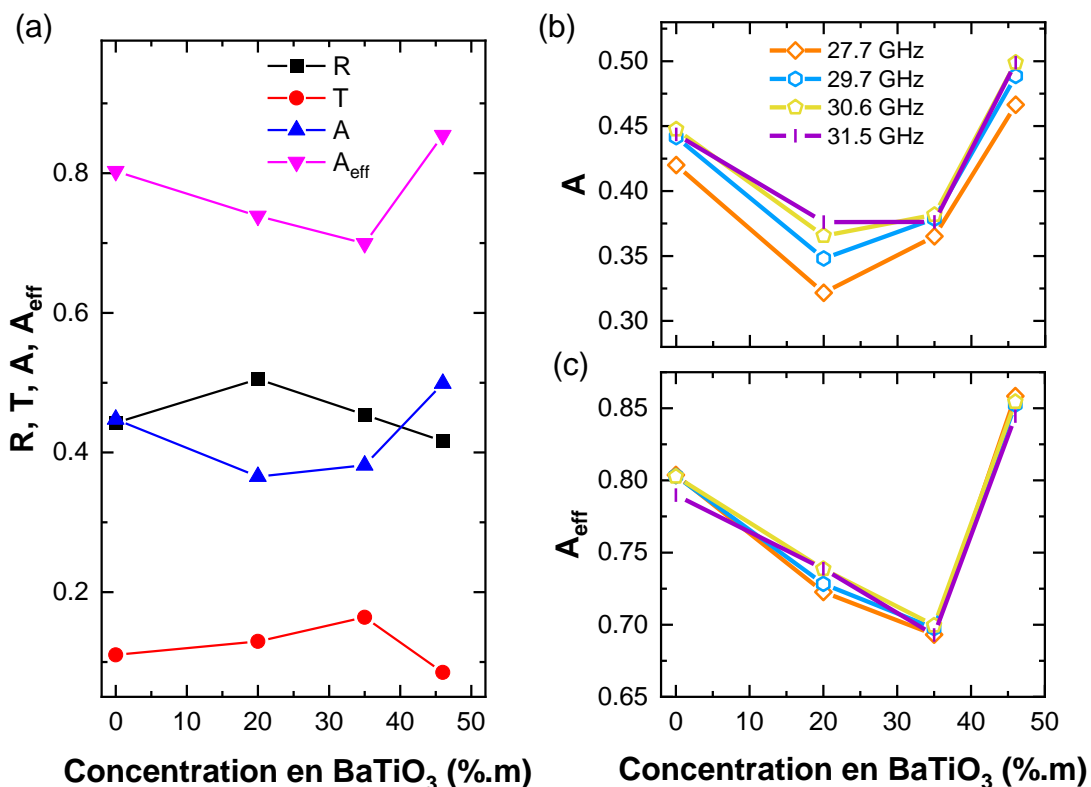 (a)
R
T
A
A_eff
0.8
0.6
0.4
0.2
R, T, A, A_eff
0 10 20 30 40 50
Concentration en BaTiO₃ (%.m)
(b)
27.7 GHz
29.7 GHz
30.6 GHz
31.5 GHz
0.50
0.45
0.40
0.35
0.30
A
(c)
0.85
0.80
0.75
0.70
0.65
A_eff
0 10 20 30 40 50
Concentration en BaTiO₃ (%.m)